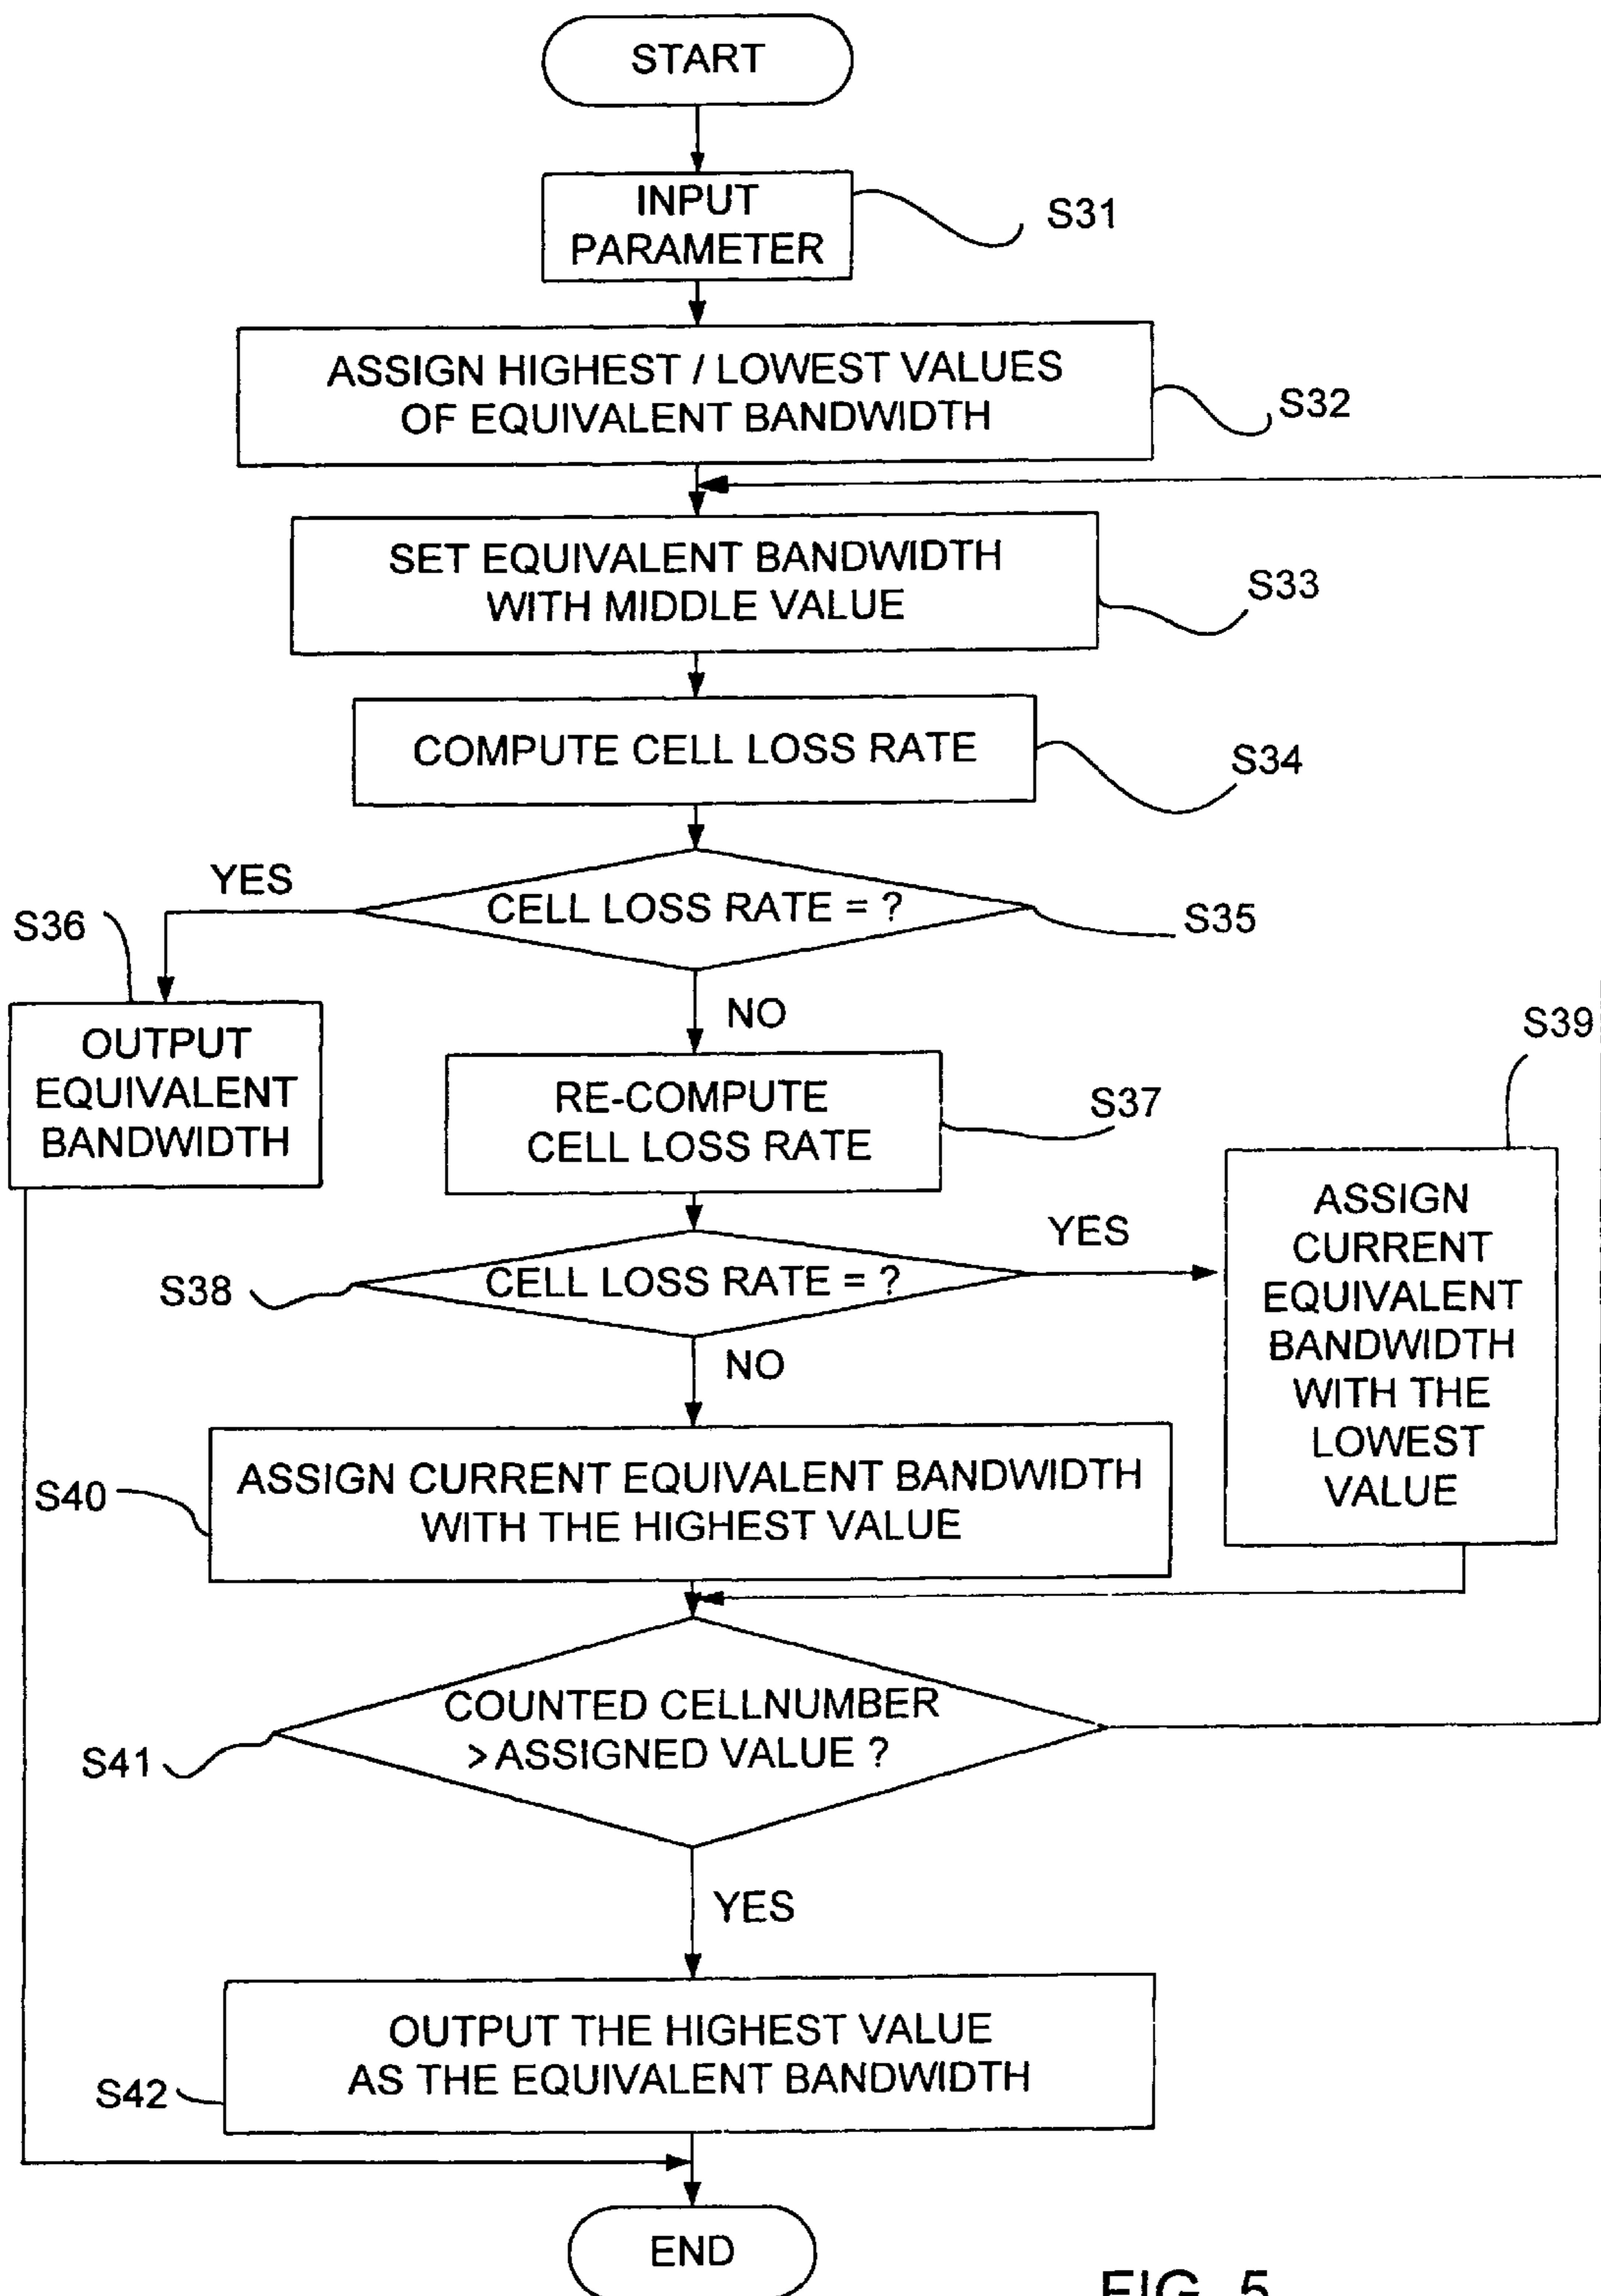 START
INPUT
PARAMETER
S31
ASSIGN HIGHEST / LOWEST VALUES
OF EQUIVALENT BANDWIDTH
S32
SET EQUIVALENT BANDWIDTH
WITH MIDDLE VALUE
S33
COMPUTE CELL LOSS RATE
S34
YES
CELL LOSS RATE = ?
S35
S36
NO
OUTPUT
EQUIVALENT
BANDWIDTH
S39
RE-COMPUTE
CELL LOSS RATE
S37
ASSIGN
CURRENT
EQUIVALENT
BANDWIDTH
WITH THE
LOWEST
VALUE
YES
CELL LOSS RATE = ?
S38
NO
ASSIGN CURRENT EQUIVALENT BANDWIDTH
WITH THE HIGHEST VALUE
S40
COUNTED CELLNUMBER
> ASSIGNED VALUE ?
S41
YES
OUTPUT THE HIGHEST VALUE
AS THE EQUIVALENT BANDWIDTH
S42
END
FIG. 5